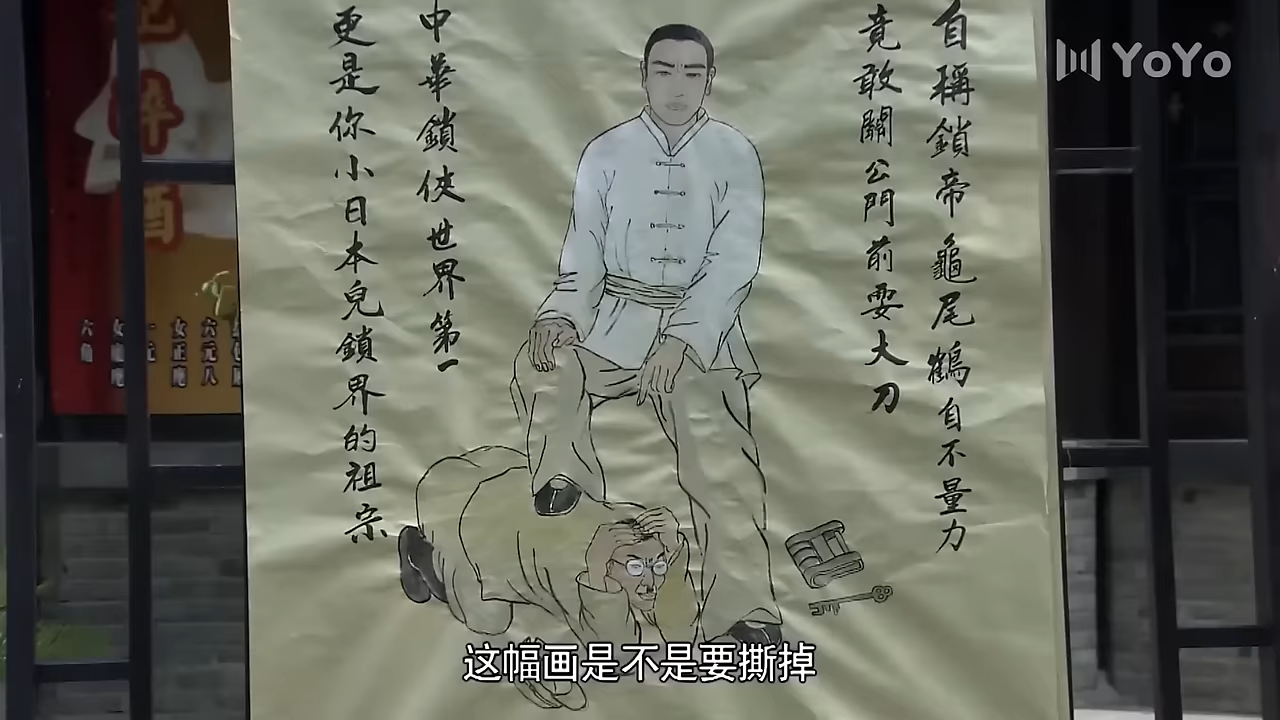 自稱鎖帝龜尾鶴自不量力
竟敢關公門前耍大刀
中華鎖俠世界第一
更是你小日本兒鎖界的祖宗
YoYo
这幅画是不是要撕掉